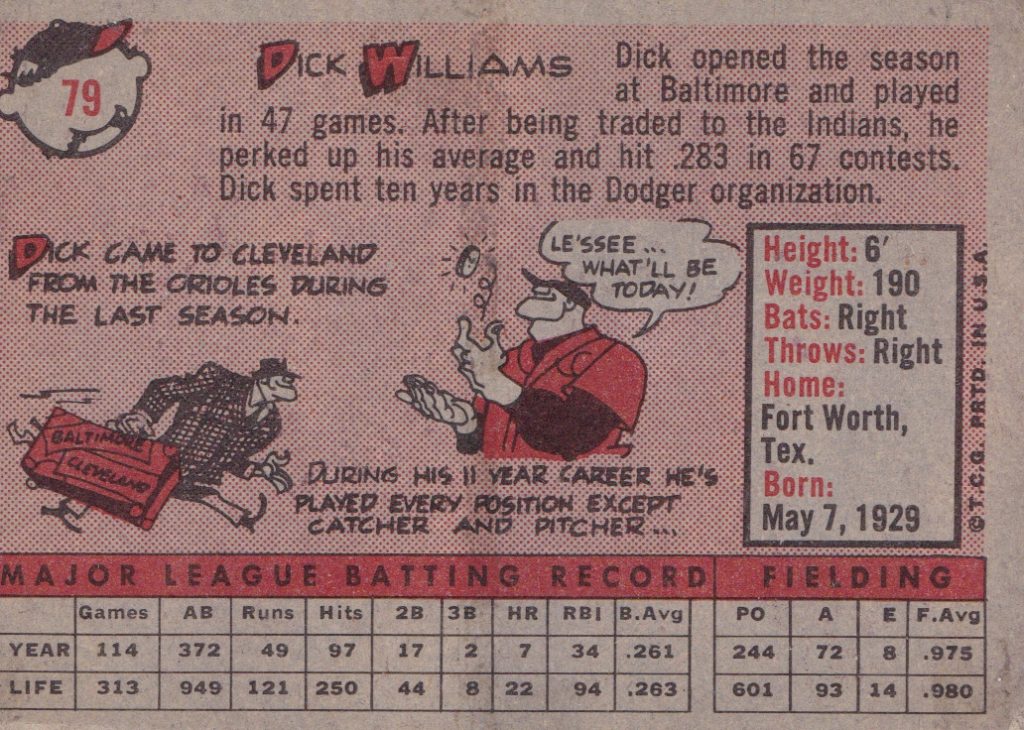 79
DICK WILLIAMS
Dick opened the season
at Baltimore and played
in 47 games. After being traded to the Indians, he
perked up his average and hit .283 in 67 contests.
Dick spent ten years in the Dodger organization.
DICK CAME TO CLEVELAND
FROM THE ORIOLES DURING
THE LAST SEASON.
BALTIMORE
CLEVELAND
LE'SSEE ...
WHAT'LL BE
TODAY!
DURING HIS 11 YEAR CAREER HE'S
PLAYED EVERY POSITION EXCEPT
CATCHER AND PITCHER...
Height: 6'
Weight: 190
Bats: Right
Throws: Right
Home:
Fort Worth,
Tex.
Born:
May 7, 1929
©T.C.G. PRTD. IN U.S.A.
MAJOR LEAGUE BATTING RECORD FIELDING
Games AB Runs Hits 2B 3B HR RBI B.Avg PO A E F.Avg
YEAR 114 372 49 97 17 2 7 34 .261 244 72 8 .975
LIFE 313 949 121 250 44 8 22 94 .263 601 93 14 .980